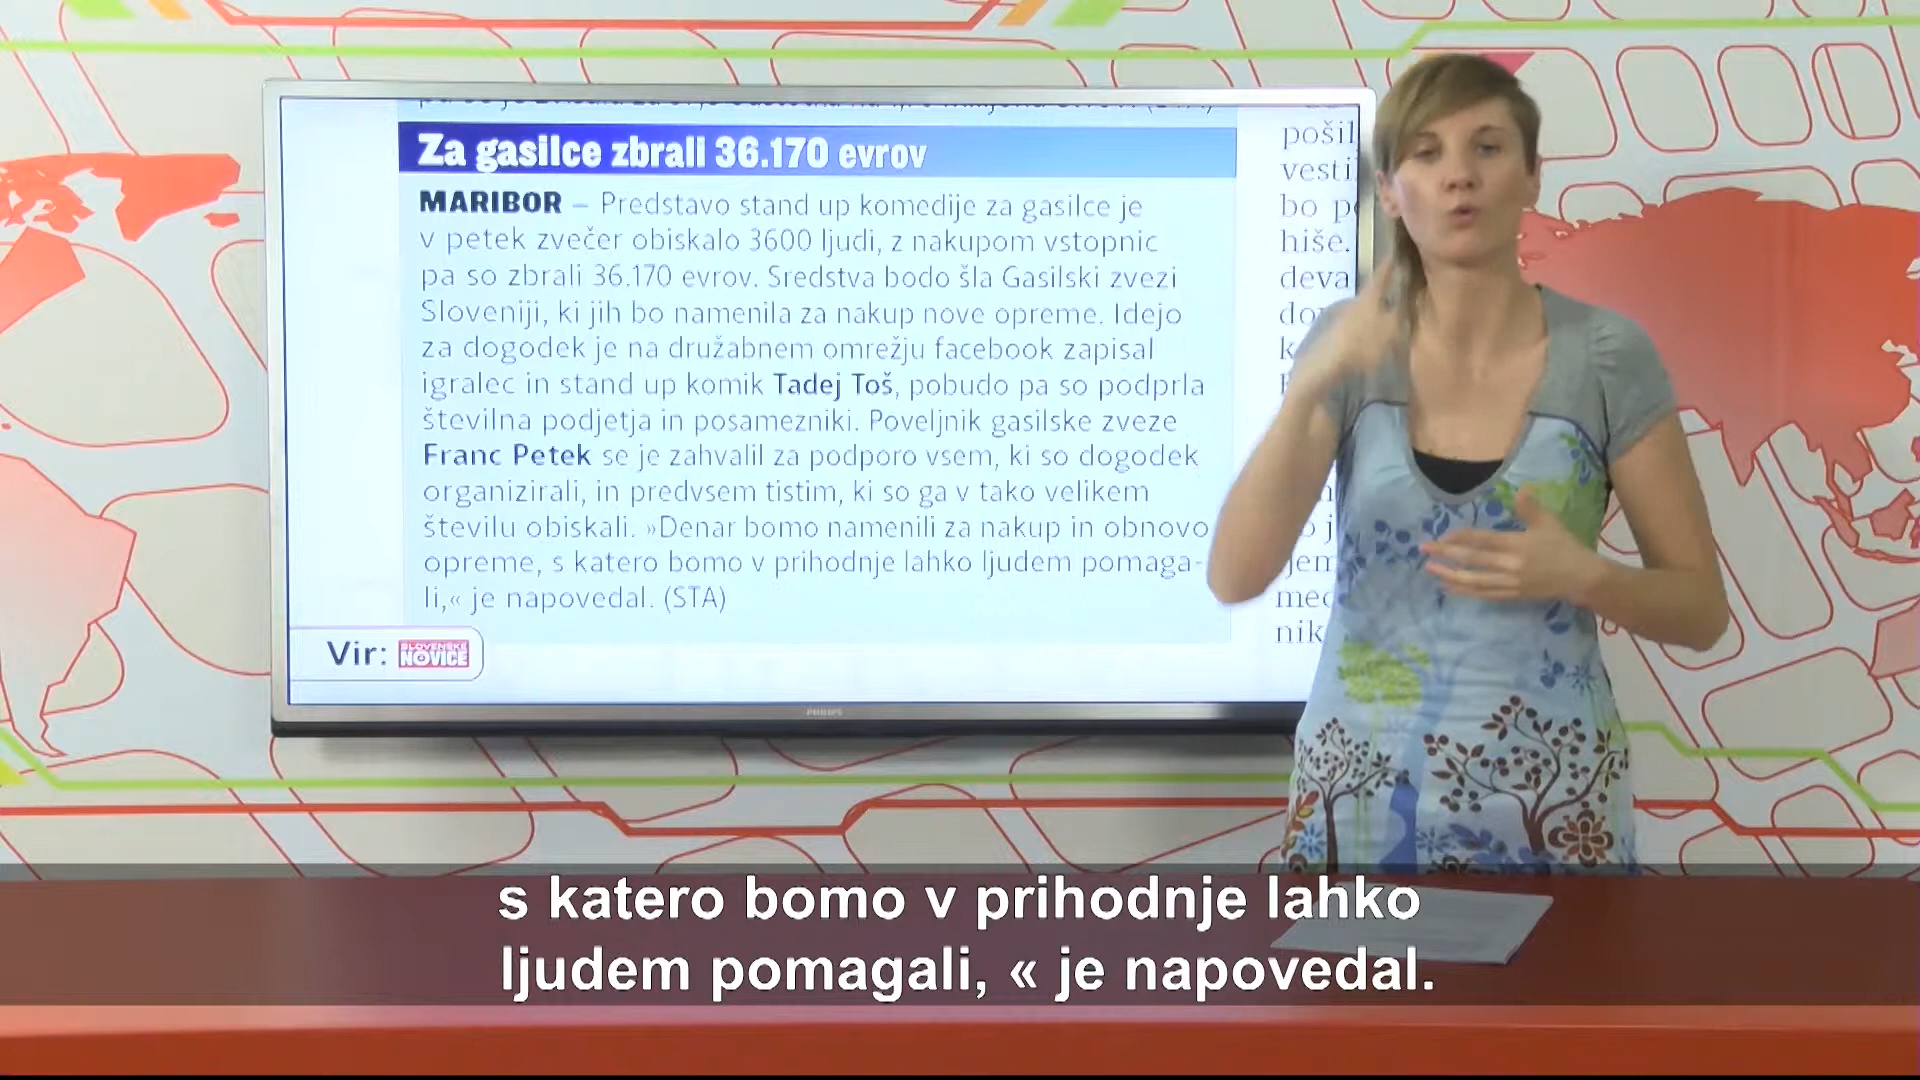 Za gasilce zbrali 36.170 evrov
MARIBOR – Predstavo stand up komedije za gasilce je
v petek zvečer obiskalo 3600 ljudi, z nakupom vstopnic
pa so zbrali 36.170 evrov. Sredstva bodo šla Gasilski zvezi
Sloveniji, ki jih bo namenila za nakup nove opreme. Idejo
za dogodek je na družabnem omrežju facebook zapisal
igralec in stand up komik Tadej Toš, pobudo pa so podprla
številna podjetja in posamezniki. Poveljnik gasilske zveze
Franc Petek se je zahvalil za podporo vsem, ki so dogodek
organizirali, in predvsem tistim, ki so ga v tako velikem
številu obiskali. »Denar bomo namenili za nakup in obnovo
opreme, s katero bomo v prihodnje lahko ljudem pomaga-
li,« je napovedal. (STA)
pošil
vesti
bo
hiše.
deva
nik
Vir: SLOVENSKE NOVICE
PHILIPS
s katero bomo v prihodnje lahko
ljudem pomagali, « je napovedal.